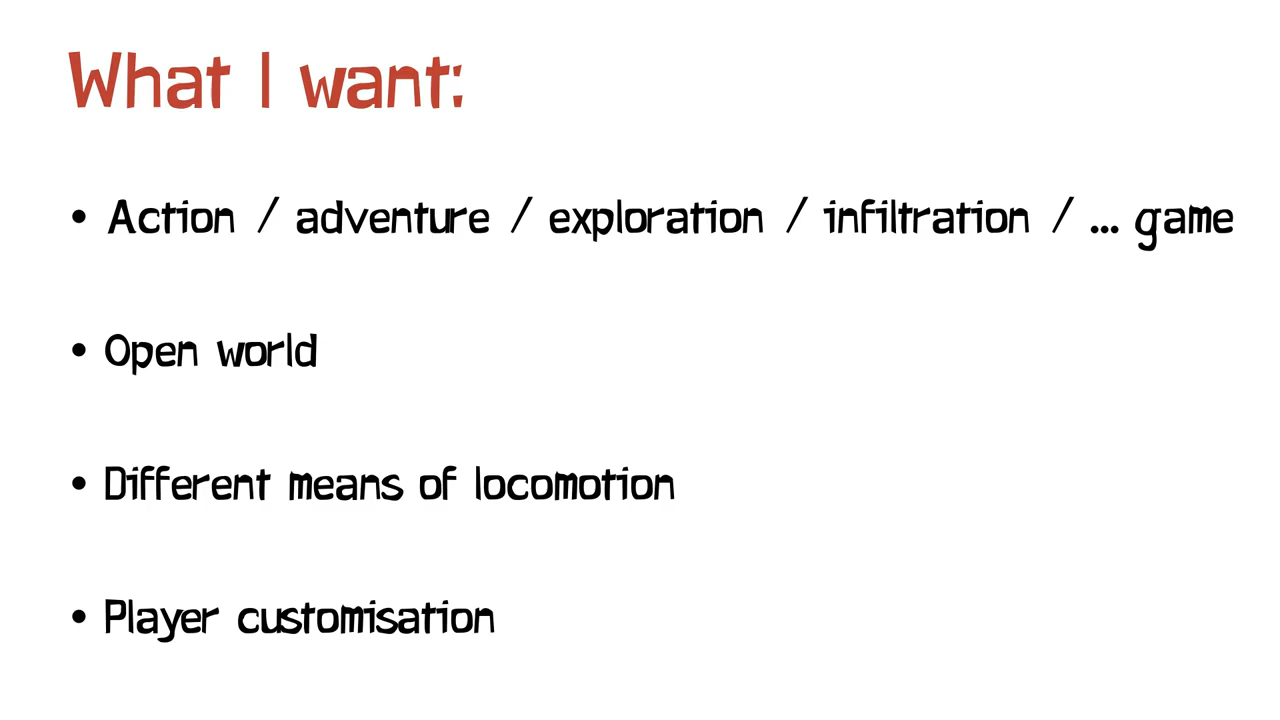 What I want:
• Action / adventure / exploration / infiltration / ... game
• Open world
• Different means of locomotion
• Player customisation